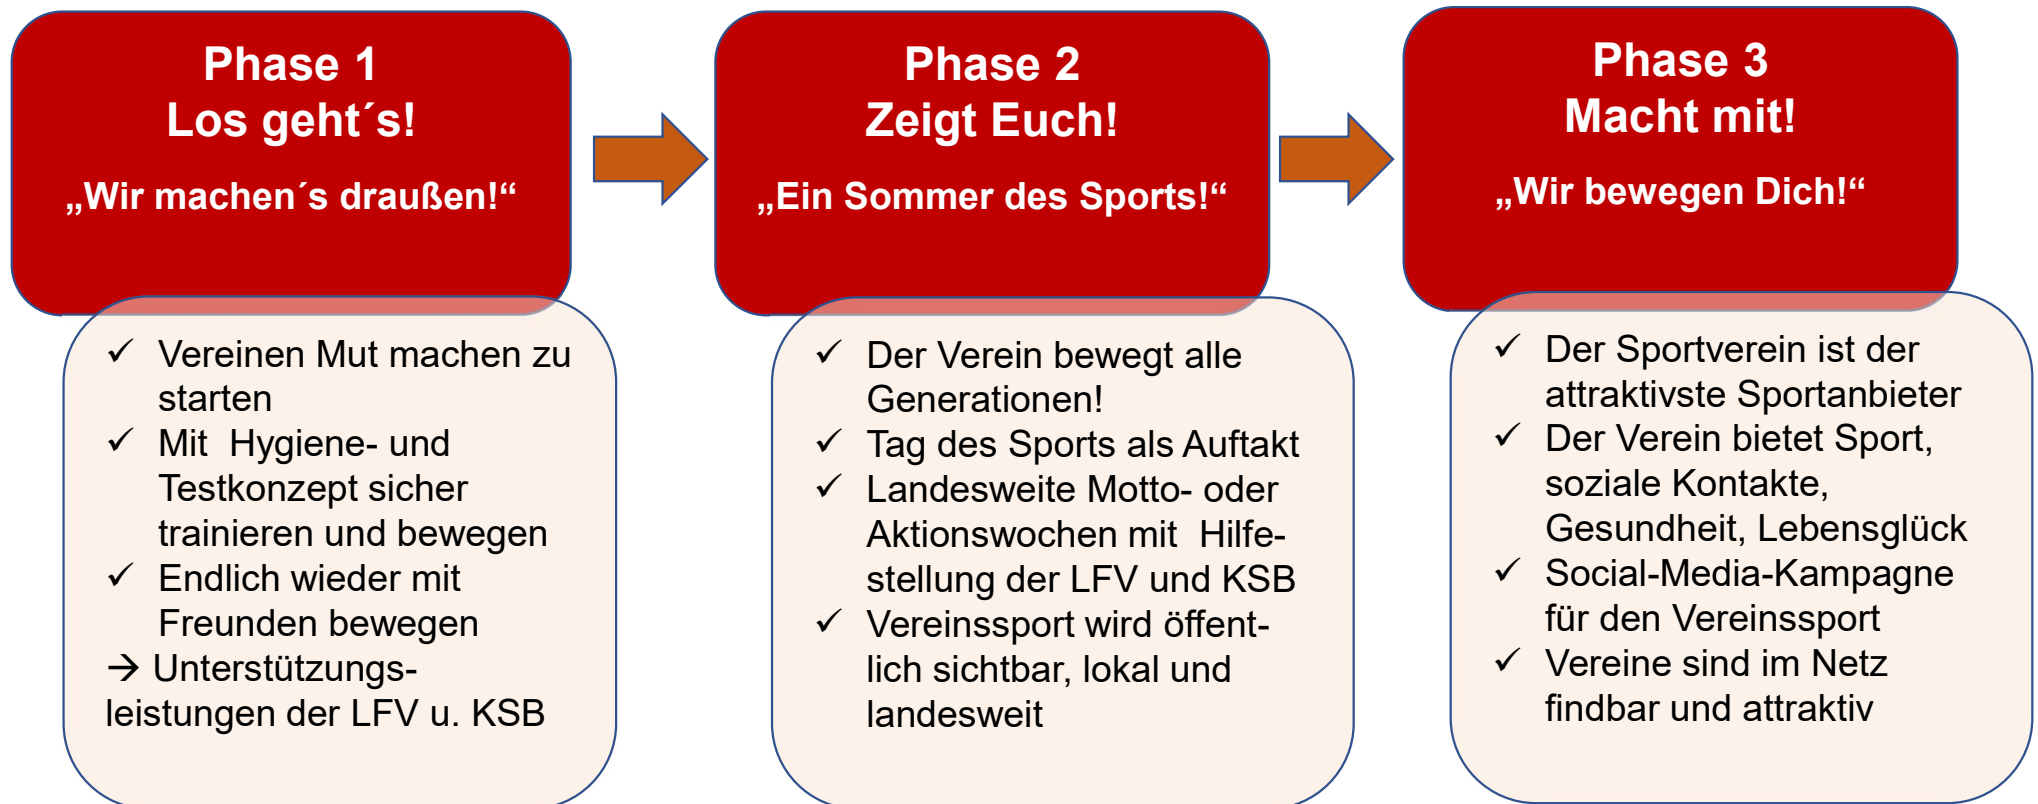 Phase 1
Los geht´s!
„Wir machen´s draußen!“
✓ Vereinen Mut machen zu
starten
✓ Mit  Hygiene- und
Testkonzept sicher
trainieren und bewegen
✓ Endlich wieder mit
Freunden bewegen
→ Unterstützungs-
leistungen der LFV u. KSB
Phase 2
Zeigt Euch!
„Ein Sommer des Sports!“
✓ Der Verein bewegt alle
Generationen!
✓ Tag des Sports als Auftakt
✓ Landesweite Motto- oder
Aktionswochen mit  Hilfe-
stellung der LFV und KSB
✓ Vereinssport wird öffent-
lich sichtbar, lokal und
landesweit
Phase 3
Macht mit!
„Wir bewegen Dich!“
✓ Der Sportverein ist der
attraktivste Sportanbieter
✓ Der Verein bietet Sport,
soziale Kontakte,
Gesundheit, Lebensglück
✓ Social-Media-Kampagne
für den Vereinssport
✓ Vereine sind im Netz
findbar und attraktiv